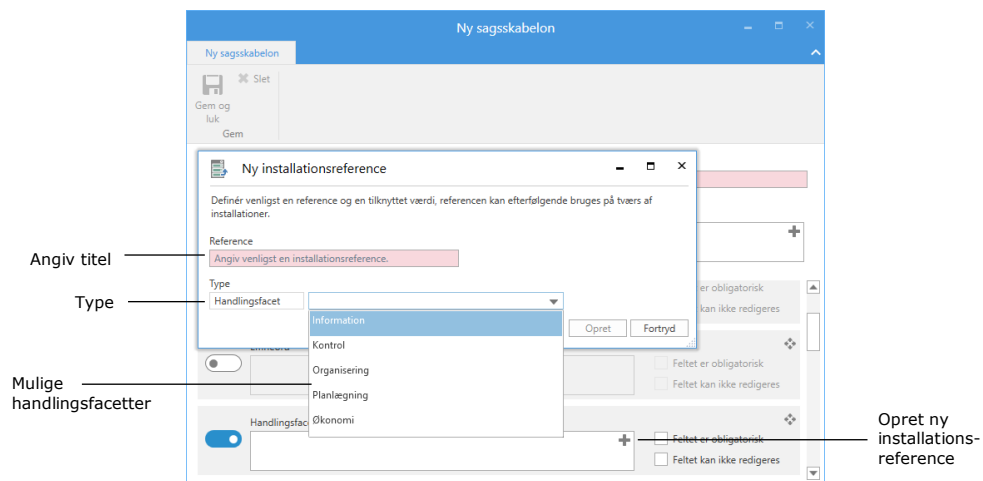 Ny sagsskabelon
Ny sagsskabelon
Slet
Gem og
luk
Gem
Ny installationsreference
Definér venligst en reference og en tilknyttet værdi, referencen kan efterfølgende bruges på tværs af
installationer.
Reference
Angiv titel
Angiv venligst en installationsreference.
Type
Type
Handlingsfacet
er obligatorisk
kan ikke redigeres
Information
Opret
Fortryd
Kontrol
Feltet er obligatorisk
Organisering
Feltet kan ikke redigeres
Mulige
handlingsfacetter
Planlægning
Handlingsfac
Økonomi
Feltet er obligatorisk
Feltet kan ikke redigeres
Opret ny
installations-
reference